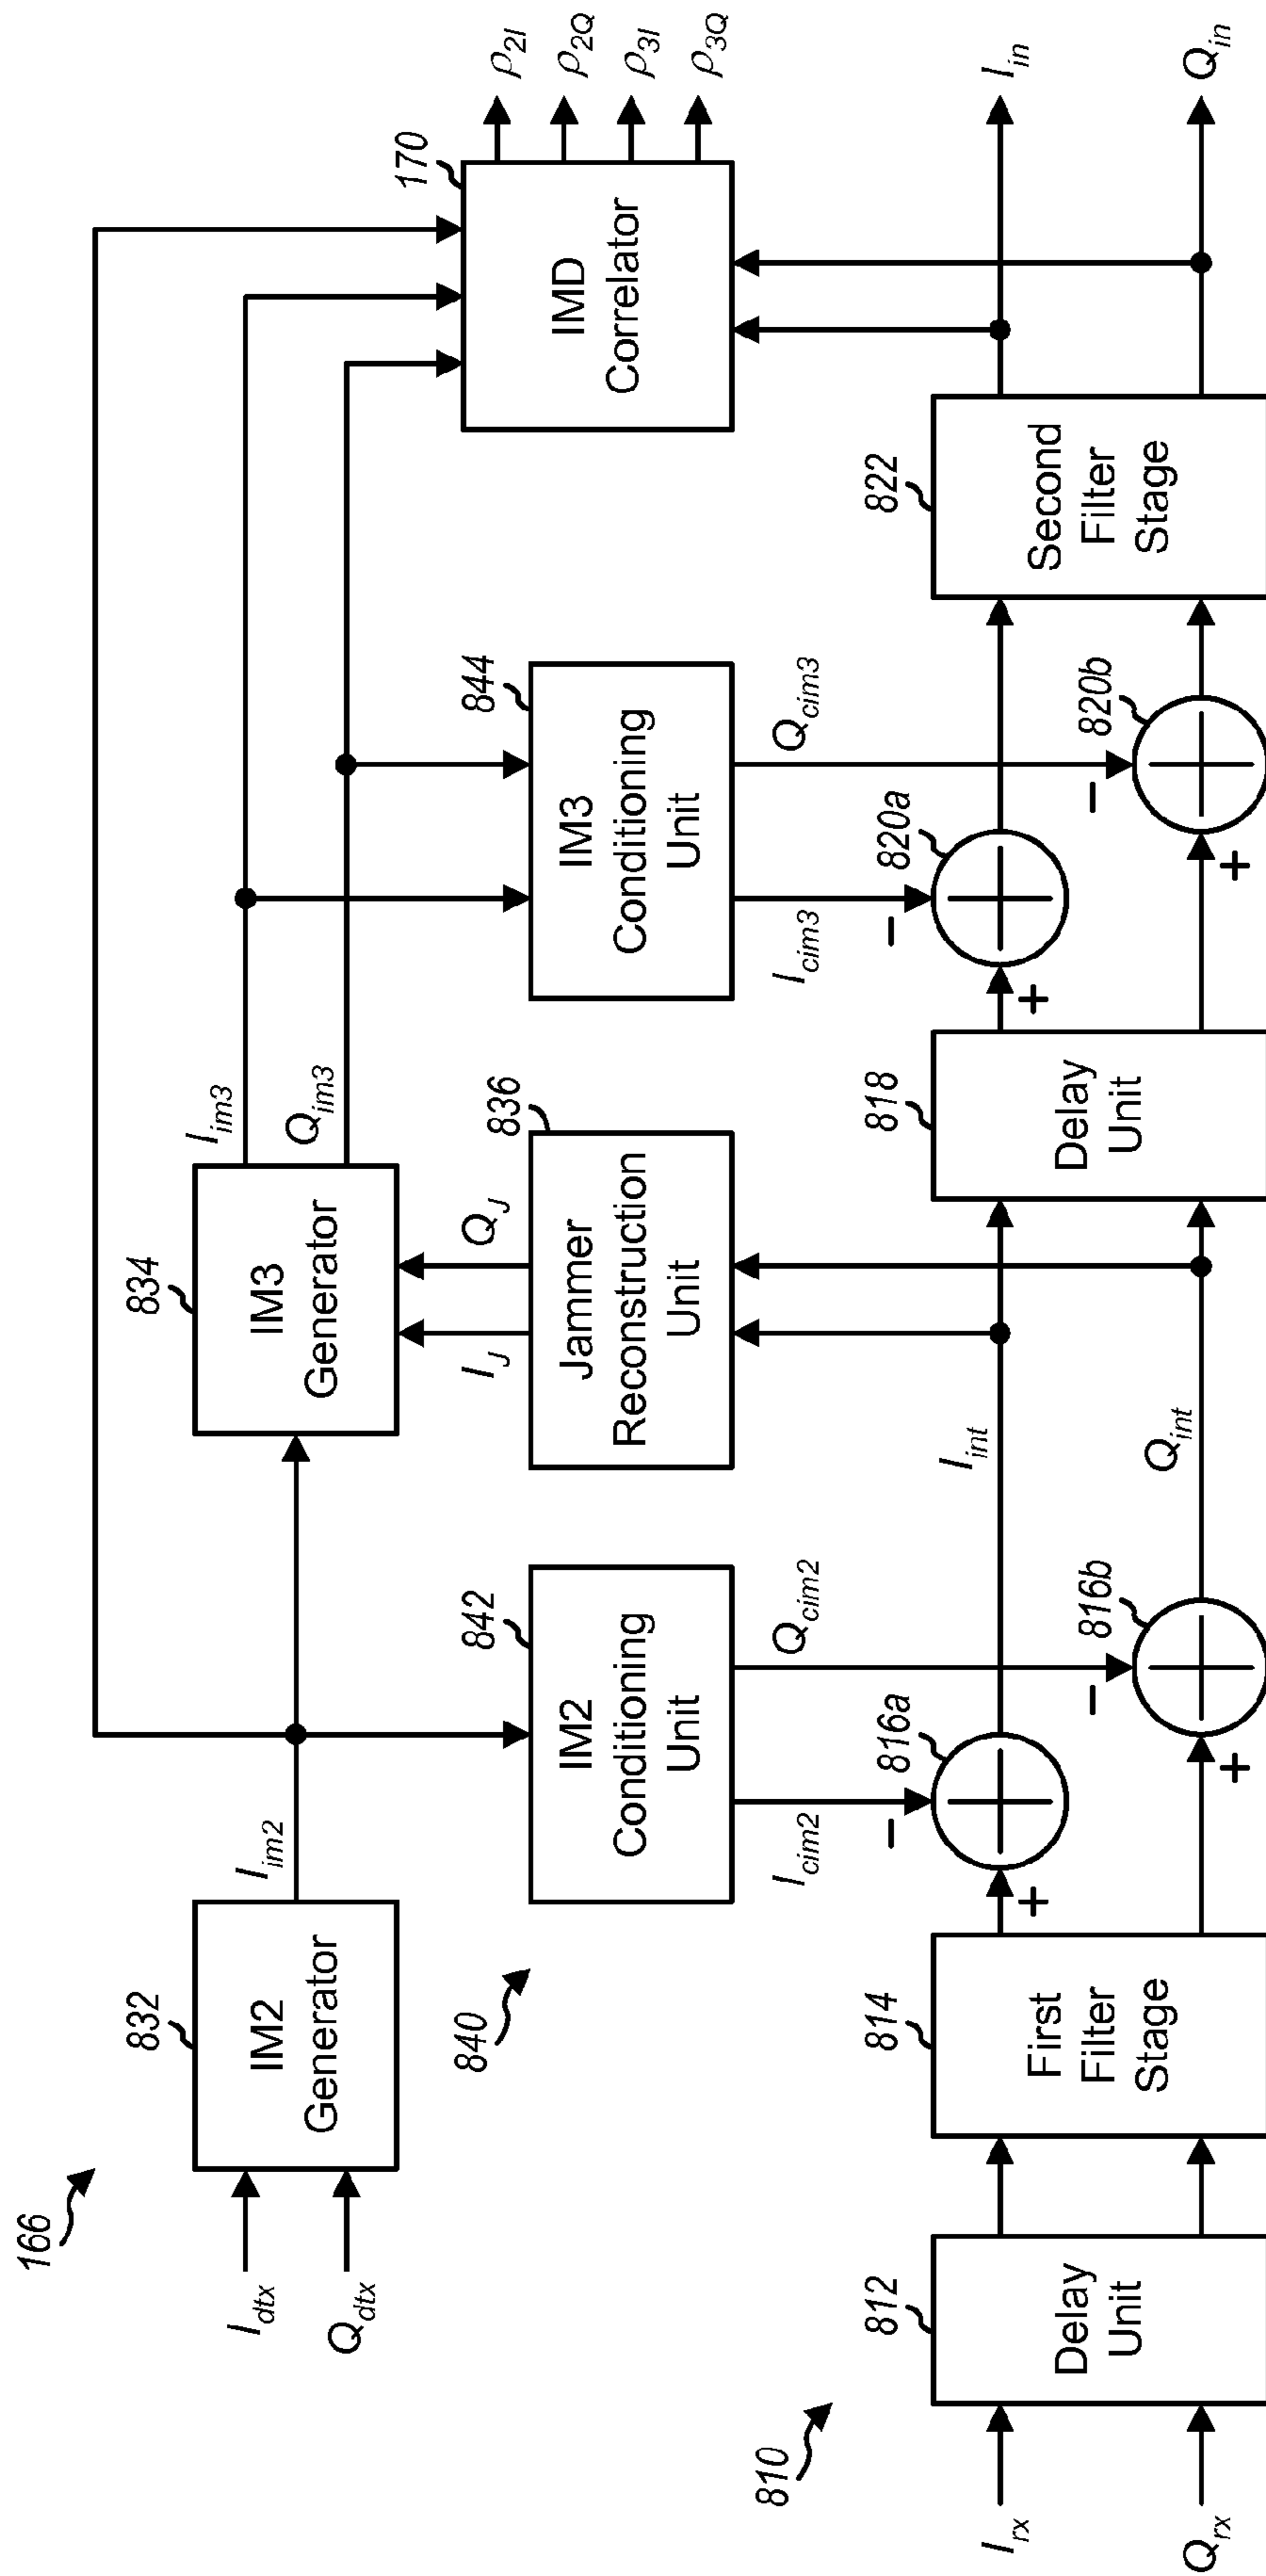 166
I_dtx
Q_dtx
832
IM2
Generator
I_im2
834
IM3
Generator
I_im3
Q_im3
170
IMD
Correlator
ρ_2I
ρ_2Q
ρ_3I
ρ_3Q
840
842
IM2
Conditioning
Unit
I_cim2
Q_cim2
836
Jammer
Reconstruction
Unit
I_J
Q_J
844
IM3
Conditioning
Unit
I_cim3
Q_cim3
810
I_rx
Q_rx
812
Delay
Unit
814
First
Filter
Stage
+
−
816a
+
−
816b
I_int
Q_int
818
Delay
Unit
+
−
820a
+
−
820b
822
Second
Filter
Stage
I_in
Q_in